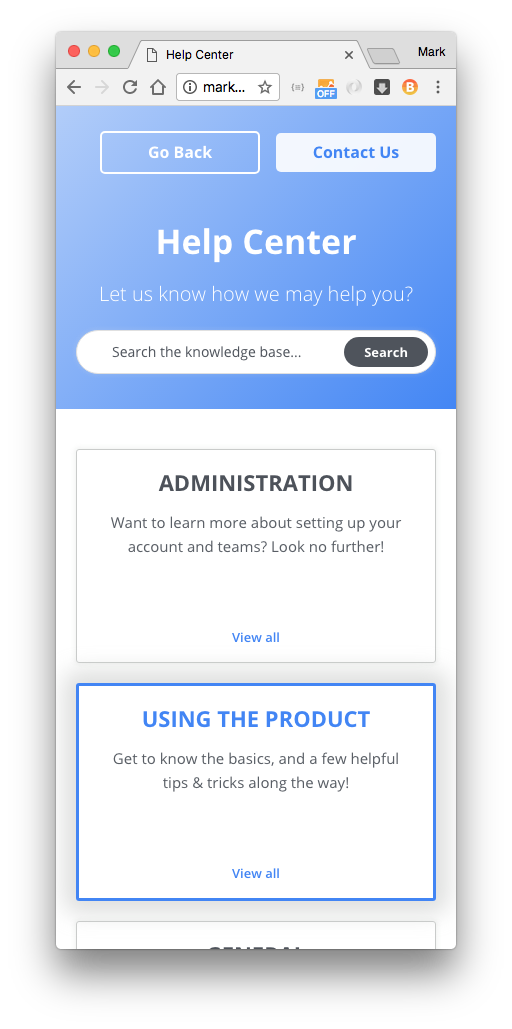 Help Center
Mark
mark...
OFF
Go Back
Contact Us
Help Center
Let us know how we may help you?
Search the knowledge base...
Search
ADMINISTRATION
Want to learn more about setting up your
account and teams? Look no further!
View all
USING THE PRODUCT
Get to know the basics, and a few helpful
tips & tricks along the way!
View all
GENERAL